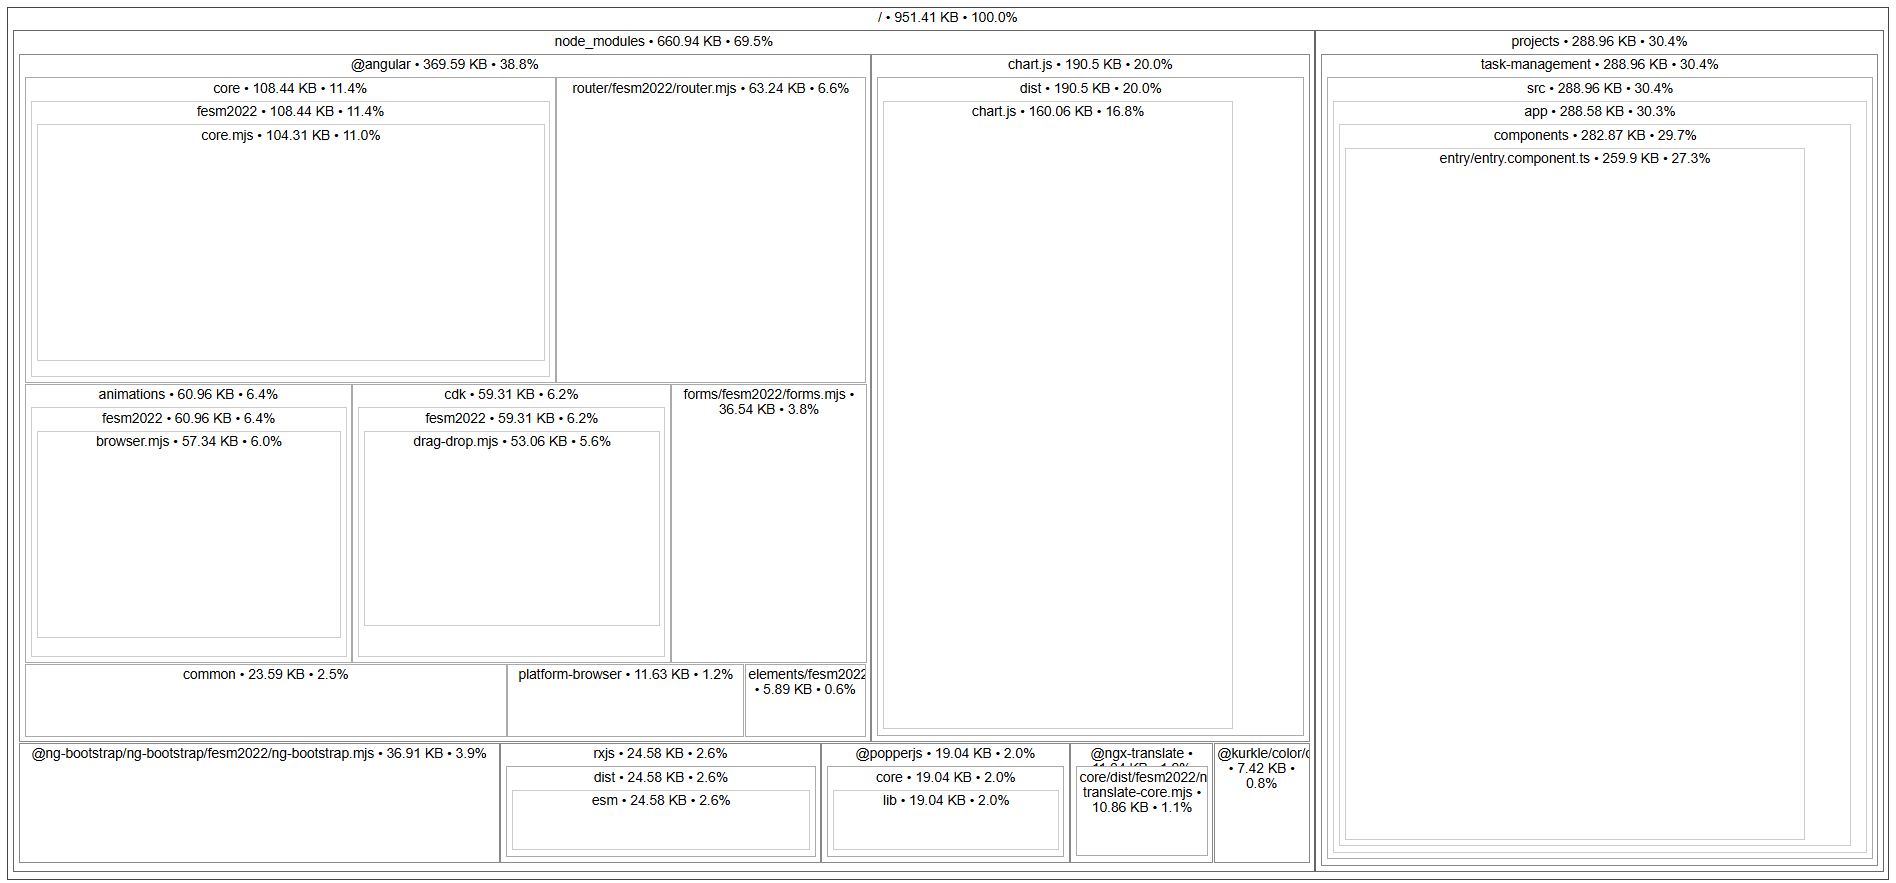 / • 951.41 KB • 100.0%
node_modules • 660.94 KB • 69.5%
@angular • 369.59 KB • 38.8%
core • 108.44 KB • 11.4%
fesm2022 • 108.44 KB • 11.4%
core.mjs • 104.31 KB • 11.0%
router/fesm2022/router.mjs • 63.24 KB • 6.6%
animations • 60.96 KB • 6.4%
fesm2022 • 60.96 KB • 6.4%
browser.mjs • 57.34 KB • 6.0%
cdk • 59.31 KB • 6.2%
fesm2022 • 59.31 KB • 6.2%
drag-drop.mjs • 53.06 KB • 5.6%
forms/fesm2022/forms.mjs •
36.54 KB • 3.8%
common • 23.59 KB • 2.5%
platform-browser • 11.63 KB • 1.2%
elements/fesm2022
• 5.89 KB • 0.6%
chart.js • 190.5 KB • 20.0%
dist • 190.5 KB • 20.0%
chart.js • 160.06 KB • 16.8%
@ng-bootstrap/ng-bootstrap/fesm2022/ng-bootstrap.mjs • 36.91 KB • 3.9%
rxjs • 24.58 KB • 2.6%
dist • 24.58 KB • 2.6%
esm • 24.58 KB • 2.6%
@popperjs • 19.04 KB • 2.0%
core • 19.04 KB • 2.0%
lib • 19.04 KB • 2.0%
@ngx-translate •
core/dist/fesm2022/n
translate-core.mjs •
10.86 KB • 1.1%
@kurkle/color/
• 7.42 KB •
0.8%
projects • 288.96 KB • 30.4%
task-management • 288.96 KB • 30.4%
src • 288.96 KB • 30.4%
app • 288.58 KB • 30.3%
components • 282.87 KB • 29.7%
entry/entry.component.ts • 259.9 KB • 27.3%